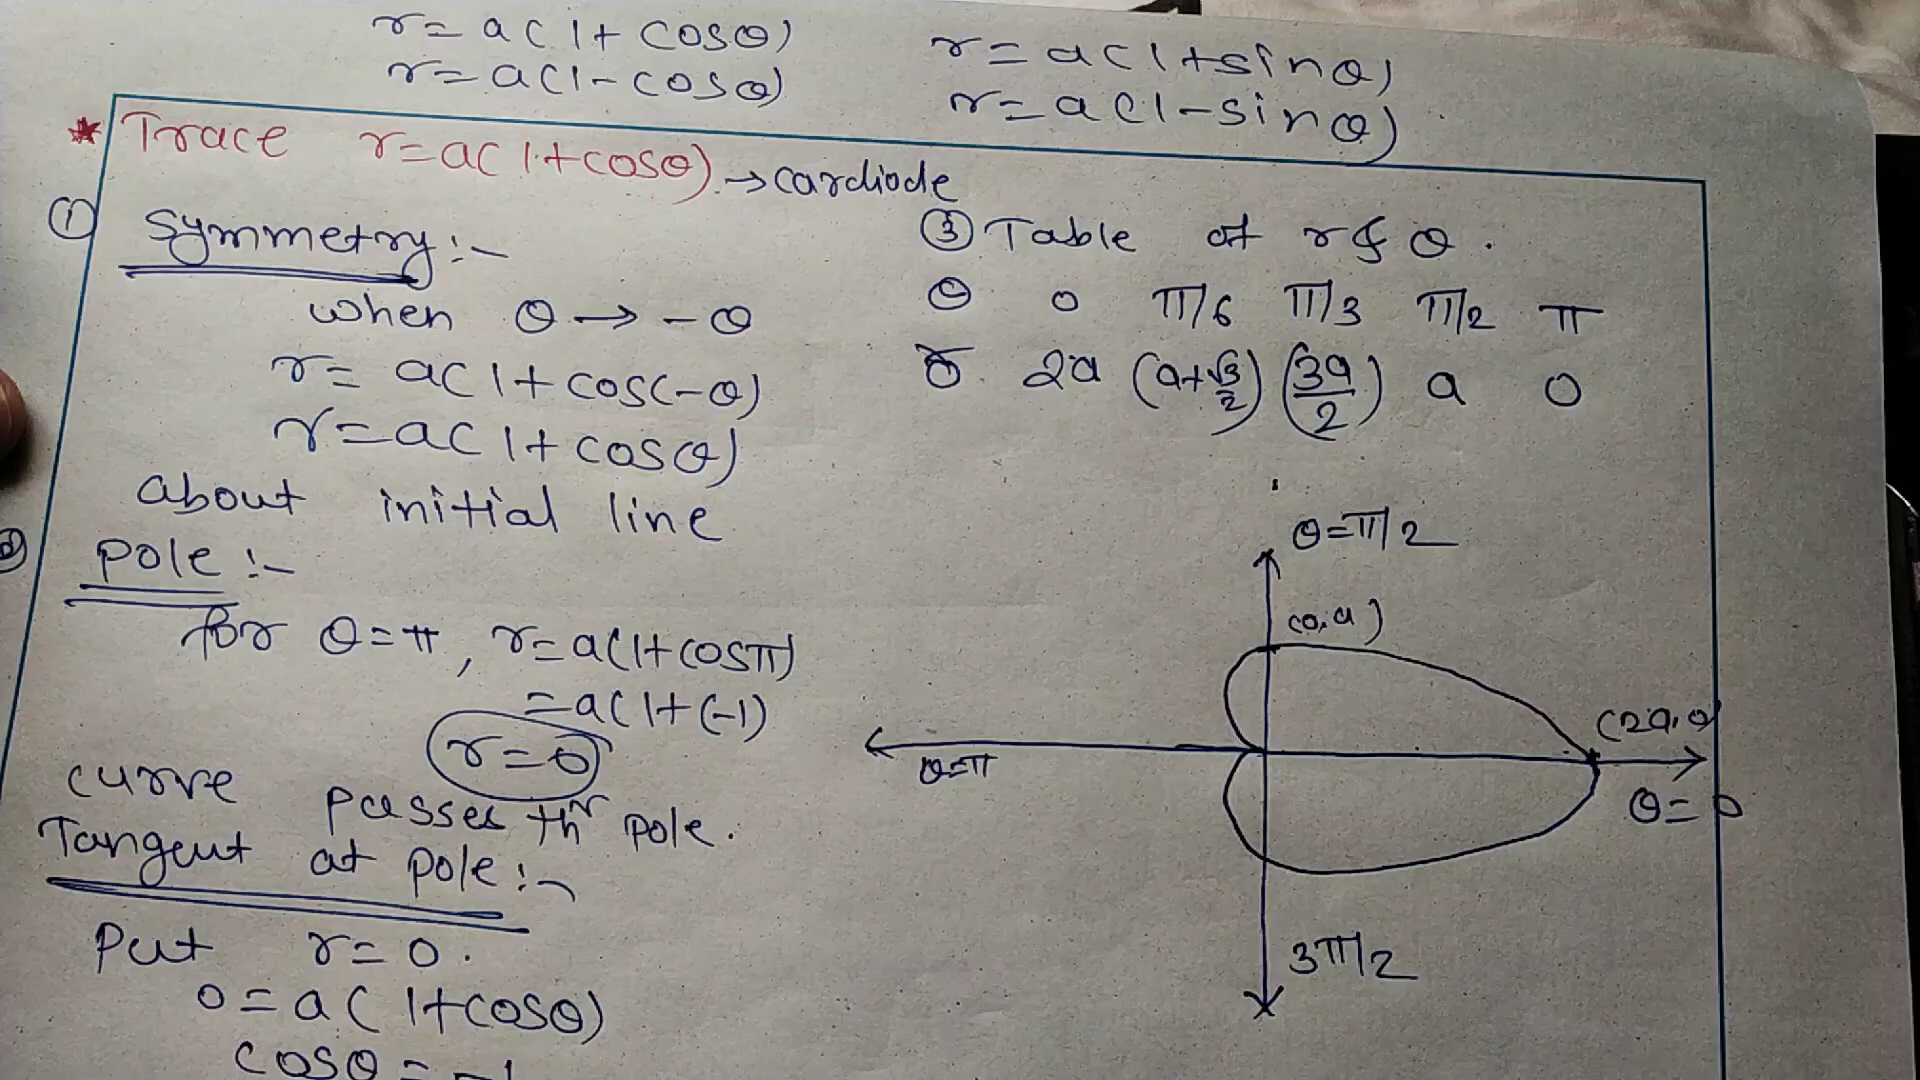 r = a(1+cosθ)
r = a(1-cosθ)
r = a(1+sinθ)
r = a(1-sinθ)
* Trace r=a(1+cosθ). → cardiode
① Symmetry:-
when θ → -θ
r = a(1+cos(-θ)
r = a(1+cosθ)
about initial line
② Pole:-
for θ=π, r=a(1+cosπ)
=a(1+(-1)
r=0
curve passes thr pole.
Tangent at pole:-
Put r=0.
0=a(1+cosθ)
cosθ = -1
③ Table of r & θ.
θ 0 π/6 π/3 π/2 π
r 2a (a+√3/2) (3a/2) a 0
θ=π/2
(0,a)
(2a,0)
θ=π
θ=0
3π/2